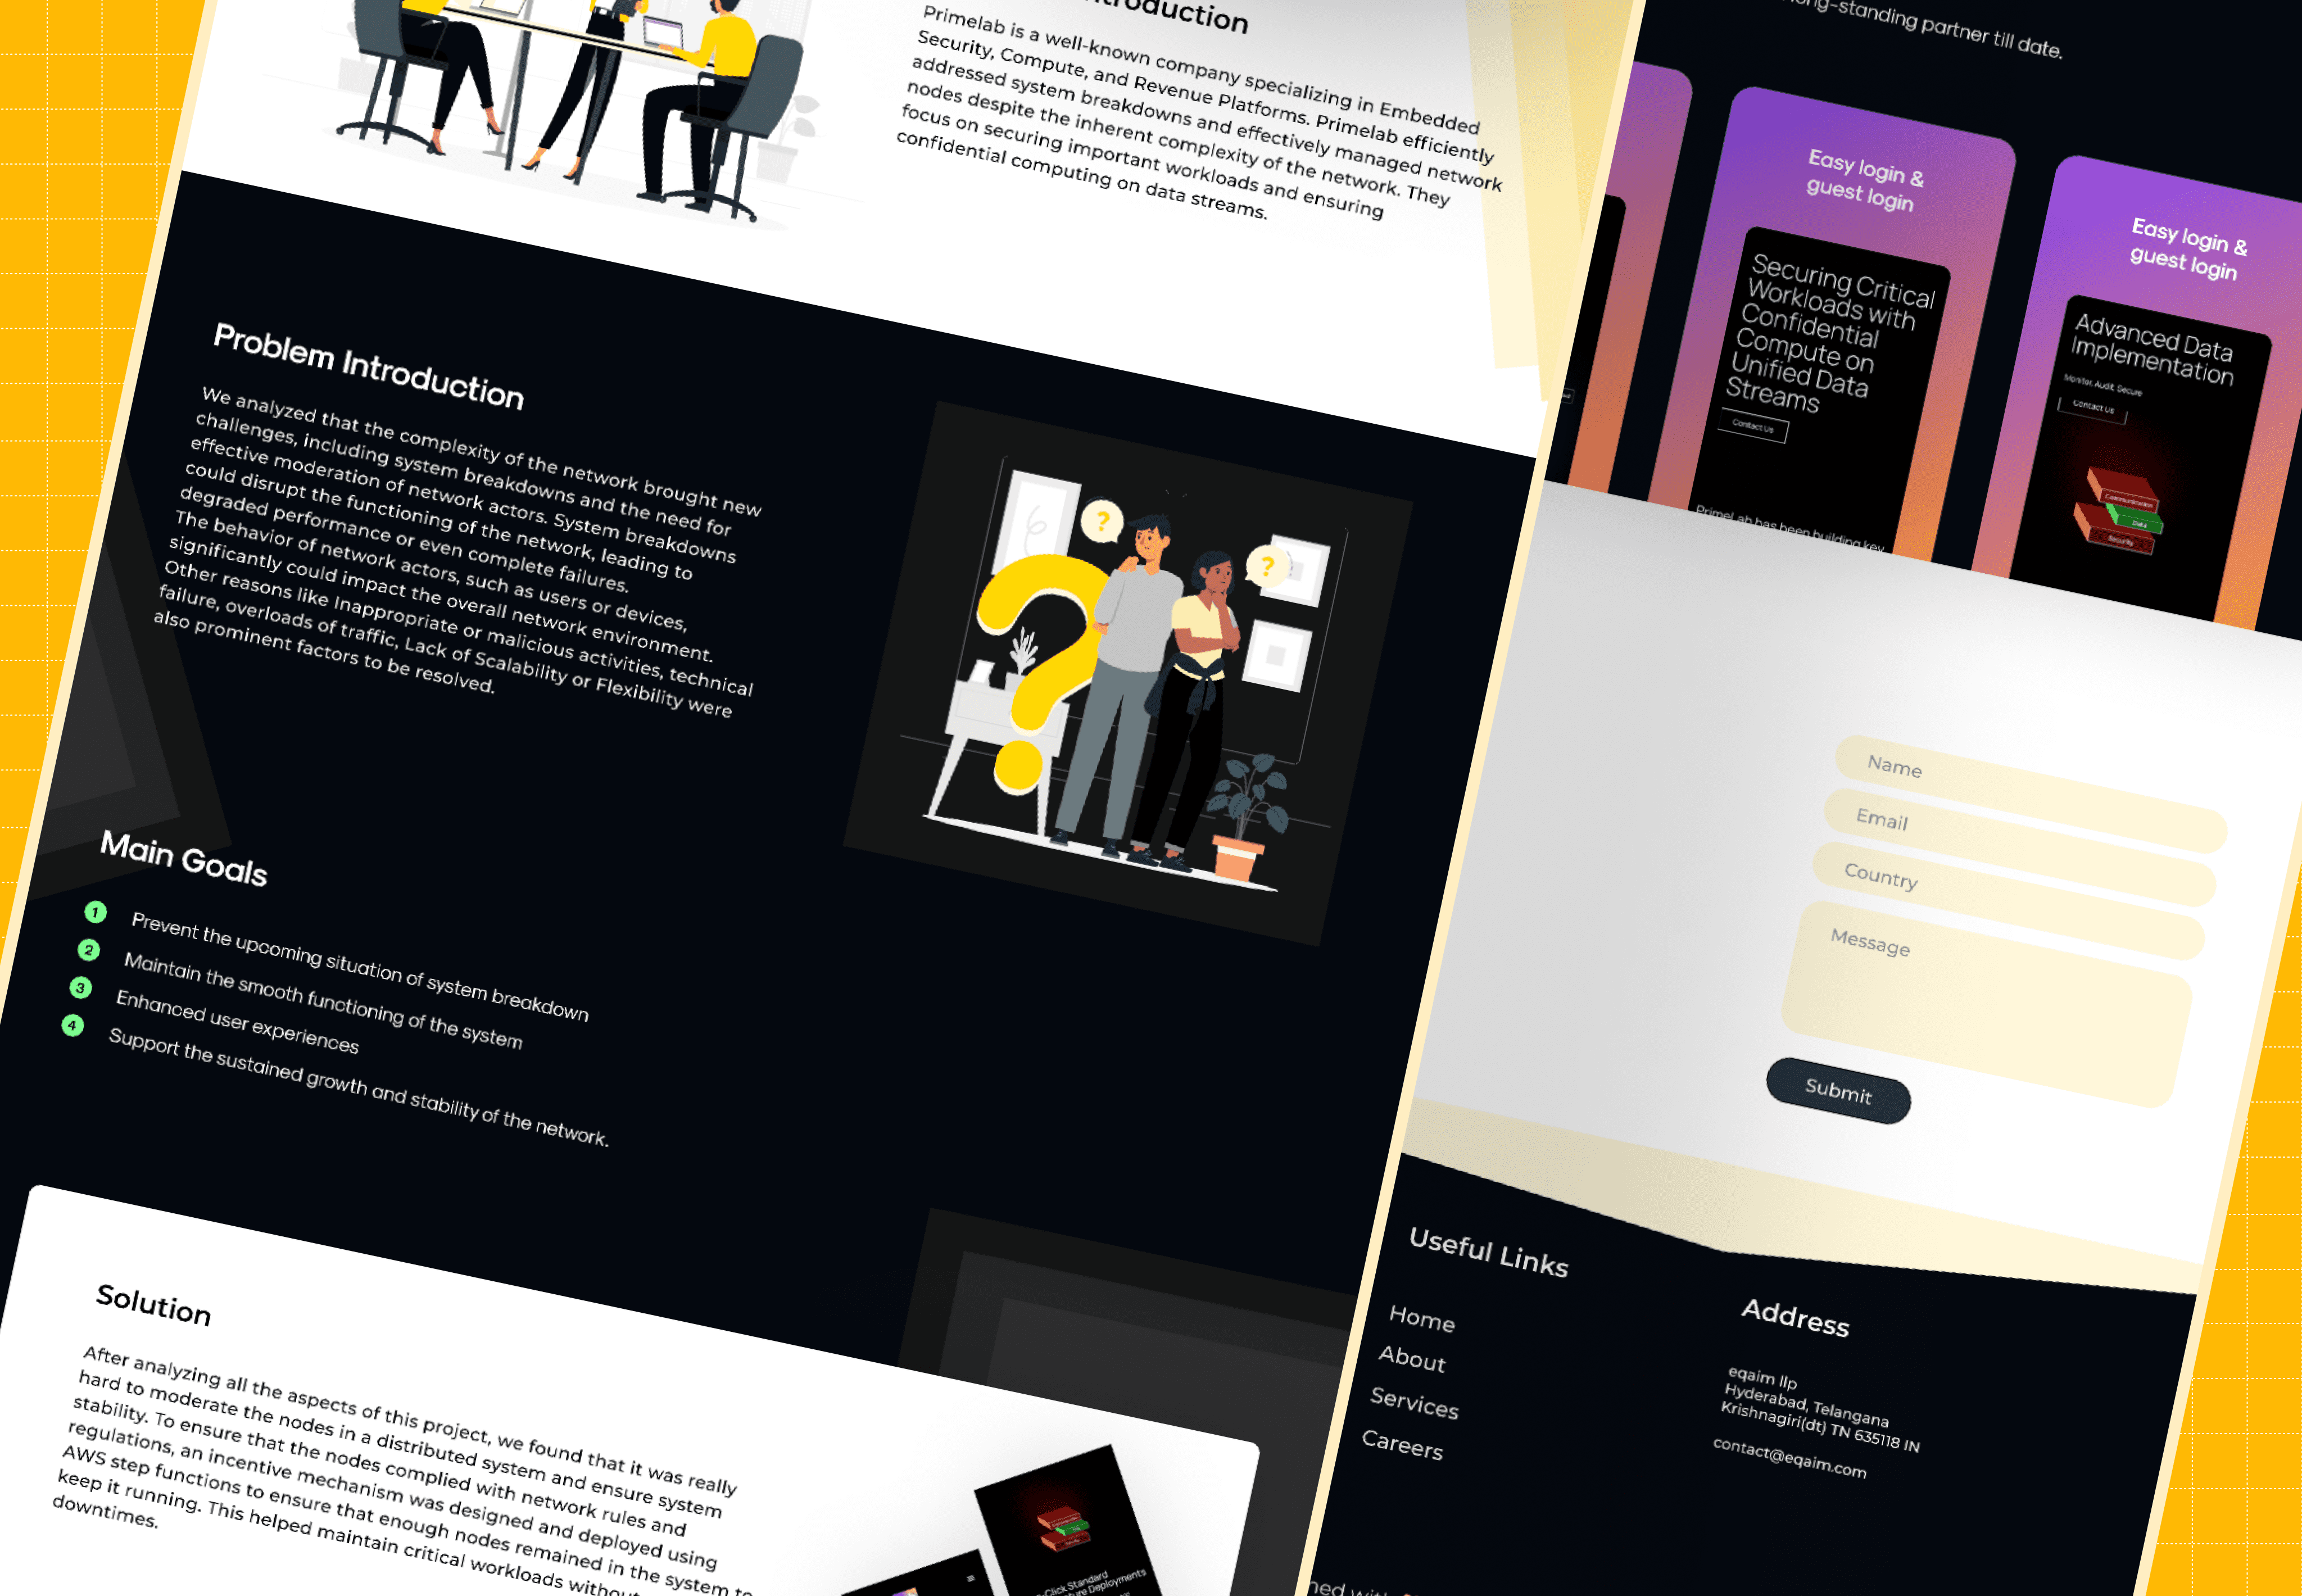 Introduction
Primelab is a well-known company specializing in Embedded
Security, Compute, and Revenue Platforms. Primelab efficiently
addressed system breakdowns and effectively managed network
nodes despite the inherent complexity of the network. They
focus on securing important workloads and ensuring
confidential computing on data streams.
Problem Introduction
We analyzed that the complexity of the network brought new
challenges, including system breakdowns and the need for
effective moderation of network actors. System breakdowns
could disrupt the functioning of the network, leading to
degraded performance or even complete failures.
The behavior of network actors, such as users or devices,
significantly could impact the overall network environment.
Other reasons like Inappropriate or malicious activities, technical
failure, overloads of traffic, Lack of Scalability or Flexibility were
also prominent factors to be resolved.
?
?
Main Goals
1 Prevent the upcoming situation of system breakdown
2 Maintain the smooth functioning of the system
3 Enhanced user experiences
4 Support the sustained growth and stability of the network.
Solution
After analyzing all the aspects of this project, we found that it was really
hard to moderate the nodes in a distributed system and ensure system
stability. To ensure that the nodes complied with network rules and
regulations, an incentive mechanism was designed and deployed using
AWS step functions to ensure that enough nodes remained in the system to
keep it running. This helped maintain critical workloads without
downtimes.
-Click Standard
Deployments
long-standing partner till date.
Easy login &
guest login
Securing Critical
Workloads with
Confidential
Compute on
Unified Data
Streams
Contact Us
PrimeLab has been building key
Easy login &
guest login
Advanced Data
Implementation
Monitor, Audit, Secure
Contact Us
Communication
Data
Security
Name
Email
Country
Message
Submit
Useful Links
Home
About
Services
Careers
Address
eqaim llp
Hyderabad, Telangana
Krishnagiri(dt) TN 635118 IN
contact@eqaim.com